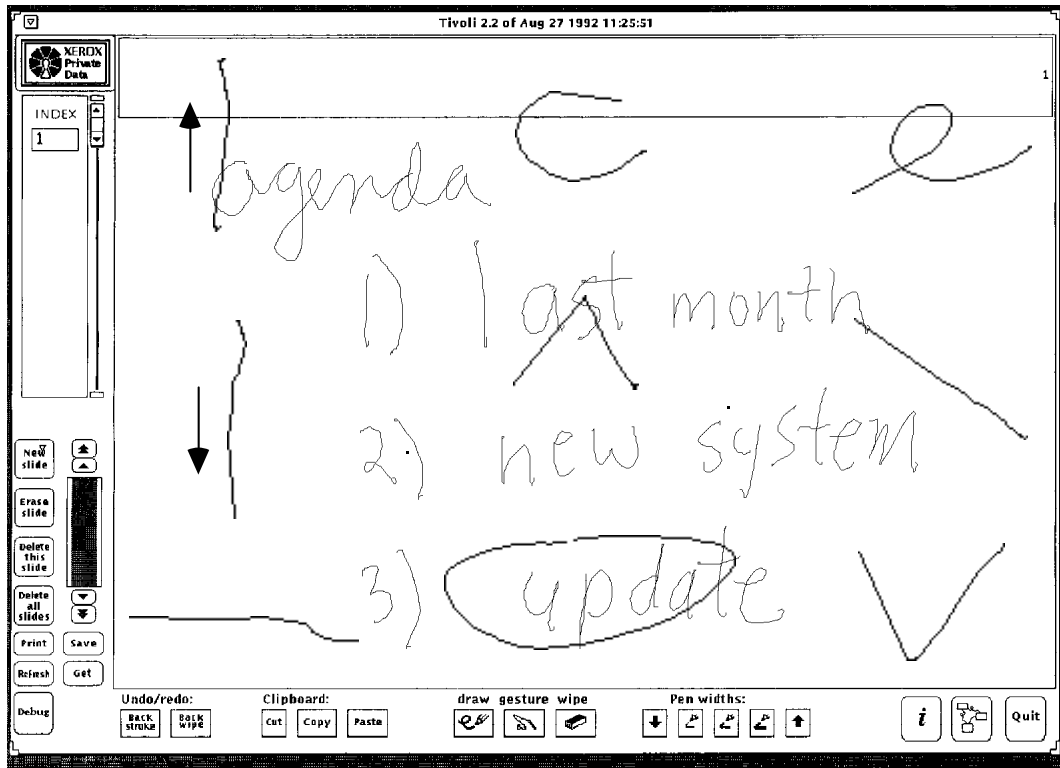 Tivoli 2.2 of Aug 27 1992 11:25:51
XEROX
Private
Data
1
INDEX
1
agenda
1) last month
2) new system
3) update
New
slide
Erase
slide
Delete
this
slide
Delete
all
slides
Print
Save
Refresh
Get
Debug
Undo/redo:
Clipboard:
draw gesture wipe
Pen widths:
Back
stroke
Back
wipe
Cut
Copy
Paste
i
Quit